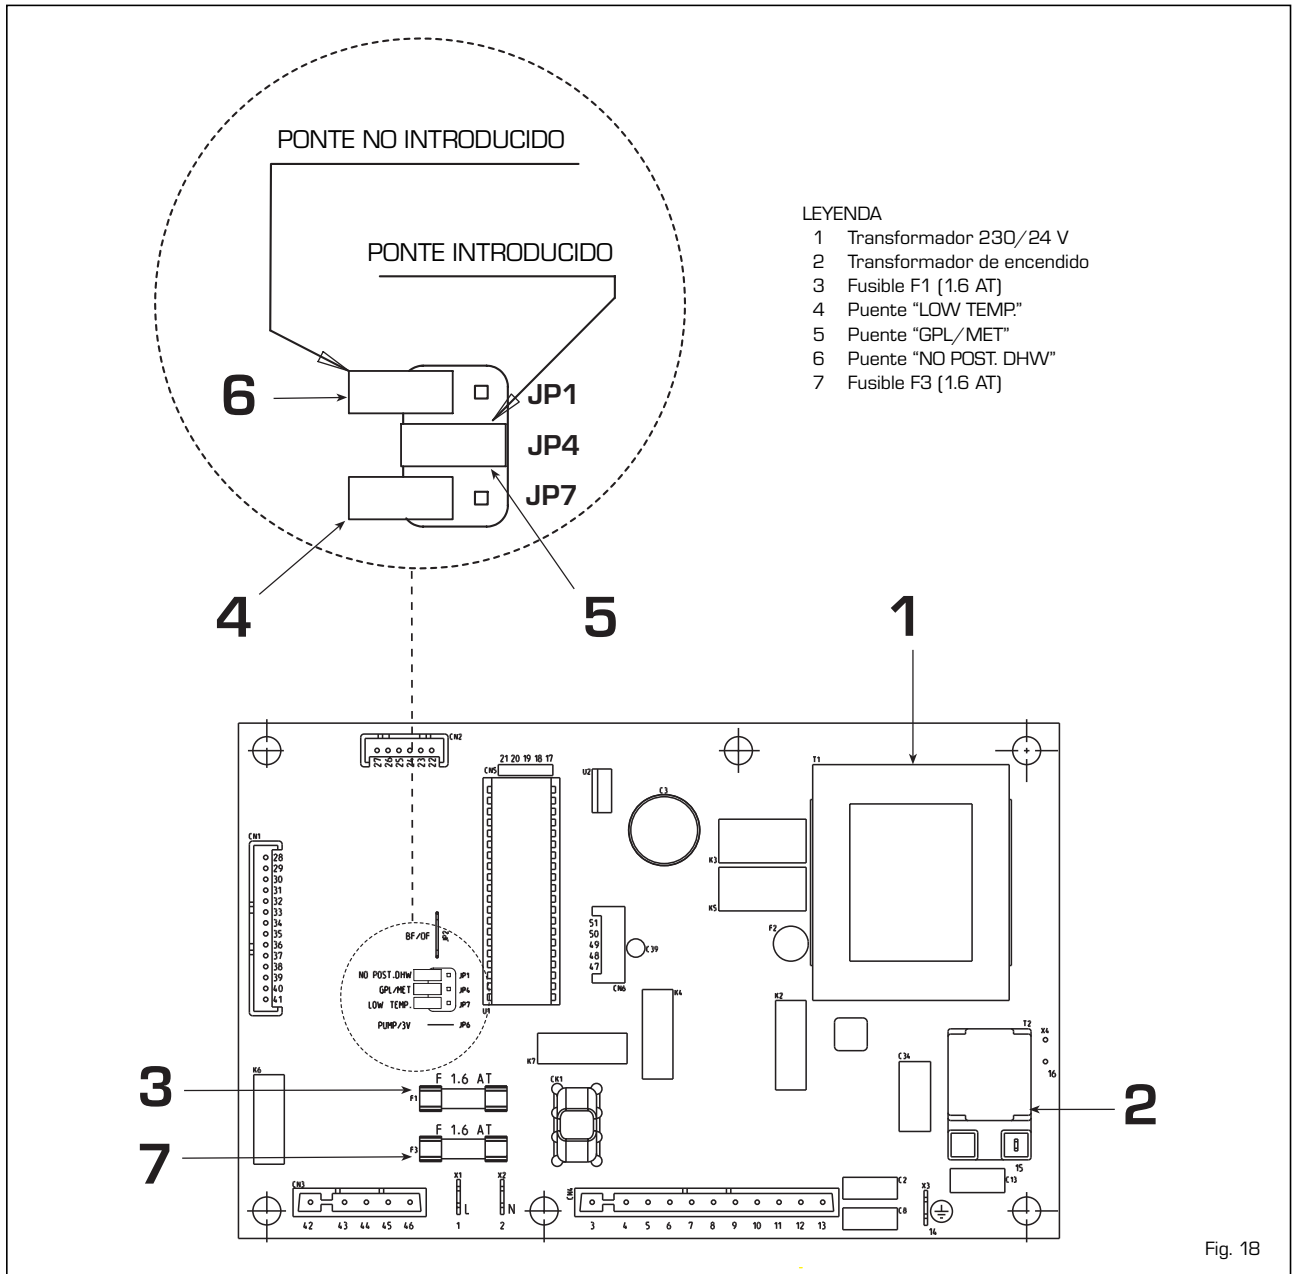 PONTE NO INTRODUCIDO
PONTE INTRODUCIDO
6
JP1
JP4
JP7
4
5
1
LEYENDA
1 Transformador 230/24 V
2 Transformador de encendido
3 Fusible F1 (1.6 AT)
4 Puente “LOW TEMP.”
5 Puente “GPL/MET”
6 Puente “NO POST. DHW”
7 Fusible F3 (1.6 AT)
CN2
27 26 25 24 23 22
21 20 19 18 17
CN5
U2
C3
T1
CN1
28
29
30
31
32
33
34
35
36
37
38
39
40
41
K3
K5
F2
BF/OF
JP2
51
50
49
48
47
CN6
C39
NO POST.DHW JP1
GPL/MET JP4
LOW TEMP. JP7
PUMP/3V JP6
U1
K4
K2
K7
T2
X4
16
C34
K6
3
F 1.6 AT
F1
CK1
2
7
F 1.6 AT
F3
15
C13
CN3
42 43 44 45 46
X1
L
1
X2
N
2
CN4
3 4 5 6 7 8 9 10 11 12 13
C2
C8
X3
14
Fig. 18